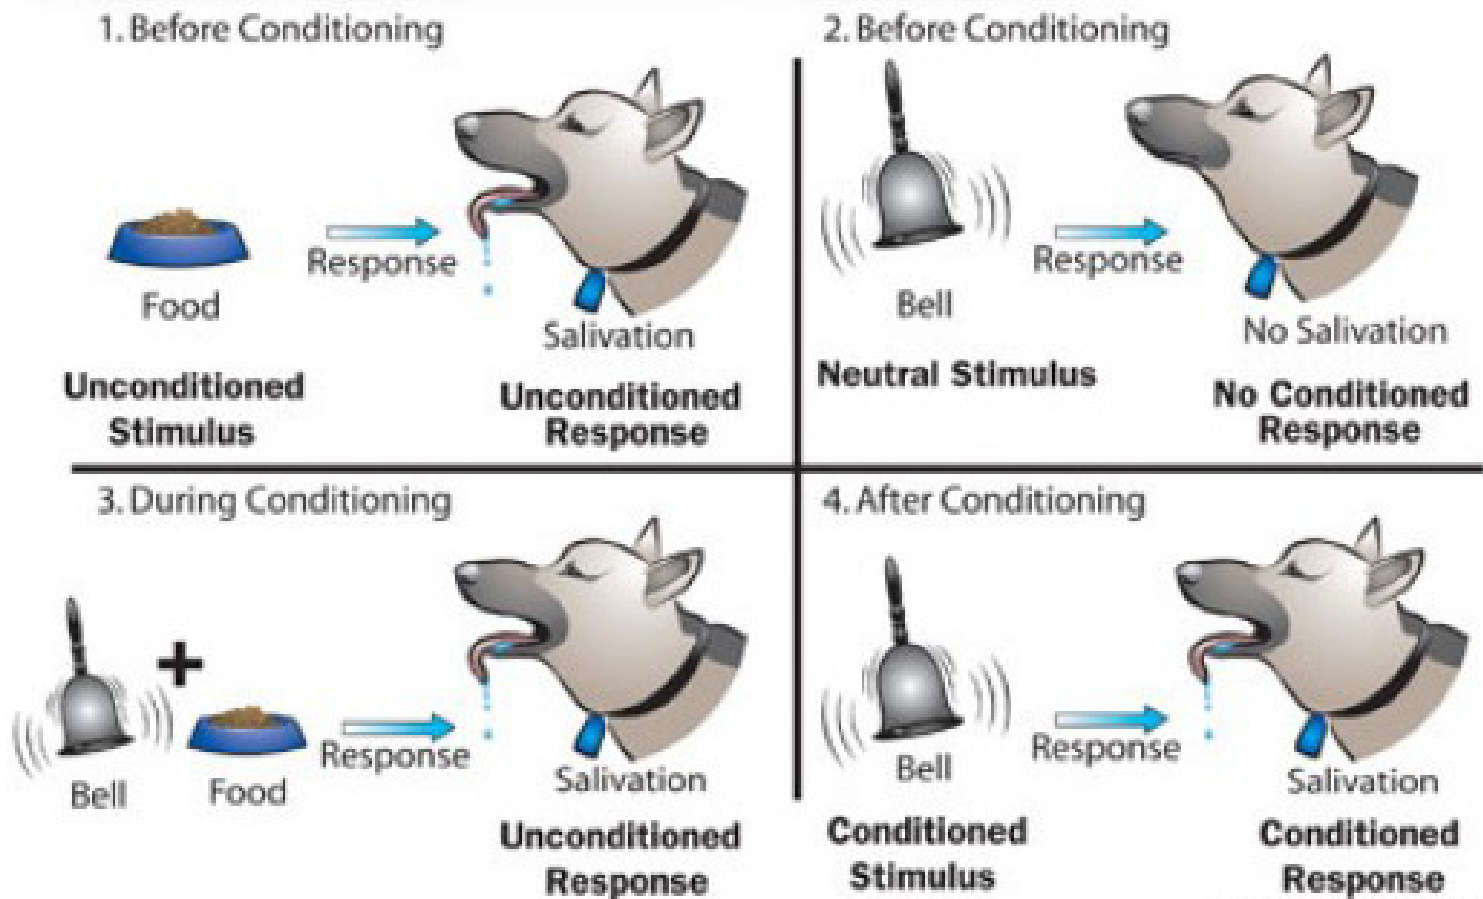 1. Before Conditioning
Response
Food
Salivation
Unconditioned
Stimulus
Unconditioned
Response
2. Before Conditioning
Response
Bell
No Salivation
Neutral Stimulus
No Conditioned
Response
3. During Conditioning
+
Response
Bell
Food
Salivation
Unconditioned
Response
4. After Conditioning
Response
Bell
Salivation
Conditioned
Stimulus
Conditioned
Response